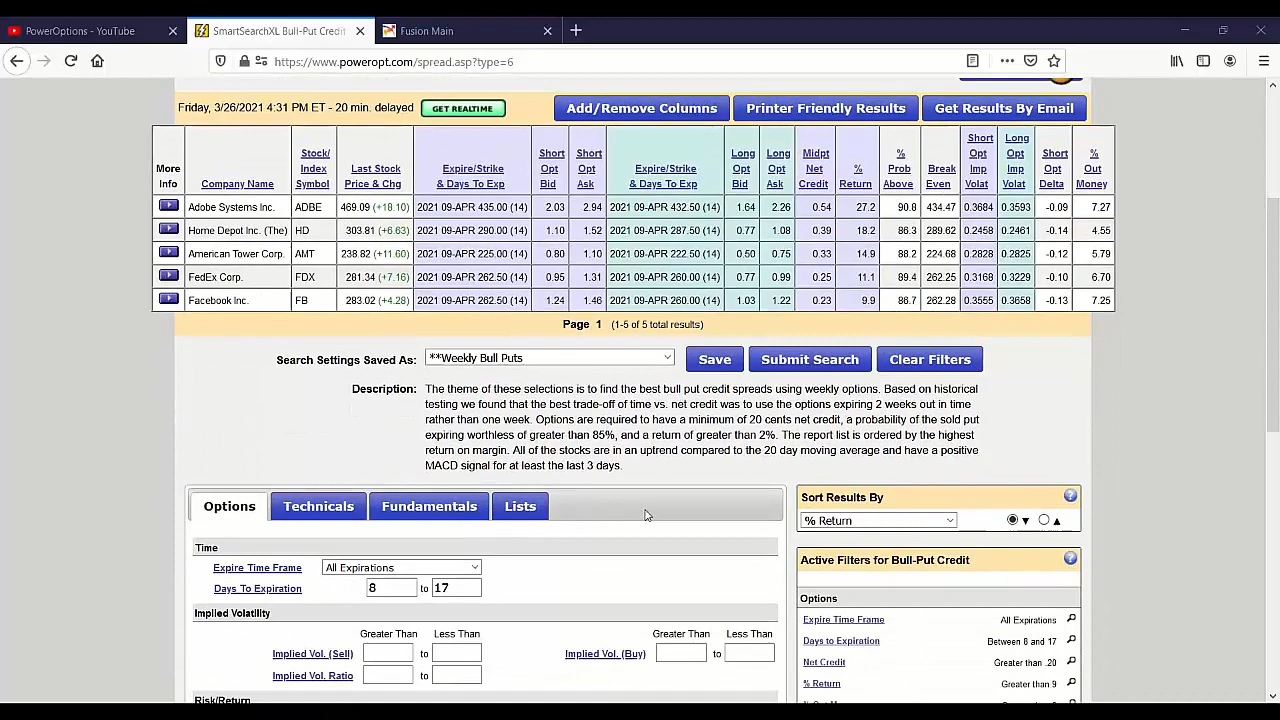 PowerOptions - YouTube
SmartSearchXL Bull-Put Credit
Fusion Main
https://www.poweropt.com/spread.asp?type=6
Friday, 3/26/2021 4:31 PM ET - 20 min. delayed
GET REALTIME
Add/Remove Columns
Printer Friendly Results
Get Results By Email
More Info Company Name Stock/ Index Symbol Last Stock Price & Chg Expire/Strike & Days To Exp Short Opt Bid Short Opt Ask Expire/Strike & Days To Exp Long Opt Bid Long Opt Ask Midpt Net Credit % Return % Prob Above Break Even Short Opt Imp Volat Long Opt Imp Volat Short Opt Delta % Out Money
Adobe Systems Inc. ADBE 469.09 (+18.10) 2021 09-APR 435.00 (14) 2.03 2.94 2021 09-APR 432.50 (14) 1.64 2.26 0.54 27.2 90.8 434.47 0.3684 0.3593 -0.09 7.27
Home Depot Inc. (The) HD 303.81 (+6.63) 2021 09-APR 290.00 (14) 1.10 1.52 2021 09-APR 287.50 (14) 0.77 1.08 0.39 18.2 86.3 289.62 0.2458 0.2461 -0.14 4.55
American Tower Corp. AMT 238.82 (+11.60) 2021 09-APR 225.00 (14) 0.80 1.10 2021 09-APR 222.50 (14) 0.50 0.75 0.33 14.9 88.2 224.68 0.2828 0.2825 -0.12 5.79
FedEx Corp. FDX 281.34 (+7.16) 2021 09-APR 262.50 (14) 0.95 1.31 2021 09-APR 260.00 (14) 0.77 0.99 0.25 11.1 89.4 262.25 0.3168 0.3229 -0.10 6.70
Facebook Inc. FB 283.02 (+4.28) 2021 09-APR 262.50 (14) 1.24 1.46 2021 09-APR 260.00 (14) 1.03 1.22 0.23 9.9 86.7 262.28 0.3555 0.3658 -0.13 7.25
Page 1 (1-5 of 5 total results)
Search Settings Saved As: **Weekly Bull Puts Save Submit Search Clear Filters
Description: The theme of these selections is to find the best bull put credit spreads using weekly options. Based on historical
testing we found that the best trade-off of time vs. net credit was to use the options expiring 2 weeks out in time
rather than one week. Options are required to have a minimum of 20 cents net credit, a probability of the sold put
expiring worthless of greater than 85%, and a return of greater than 2%. The report list is ordered by the highest
return on margin. All of the stocks are in an uptrend compared to the 20 day moving average and have a positive
MACD signal for at least the last 3 days.
Options Technicals Fundamentals Lists
Time
Expire Time Frame All Expirations
Days To Expiration 8 to 17
Implied Volatility
Greater Than Less Than Greater Than Less Than
Implied Vol. (Sell) to Implied Vol. (Buy) to
Implied Vol. Ratio to
Risk/Return
Sort Results By
% Return
Active Filters for Bull-Put Credit
Options
Expire Time Frame All Expirations
Days to Expiration Between 8 and 17
Net Credit Greater than .20
% Return Greater than 9